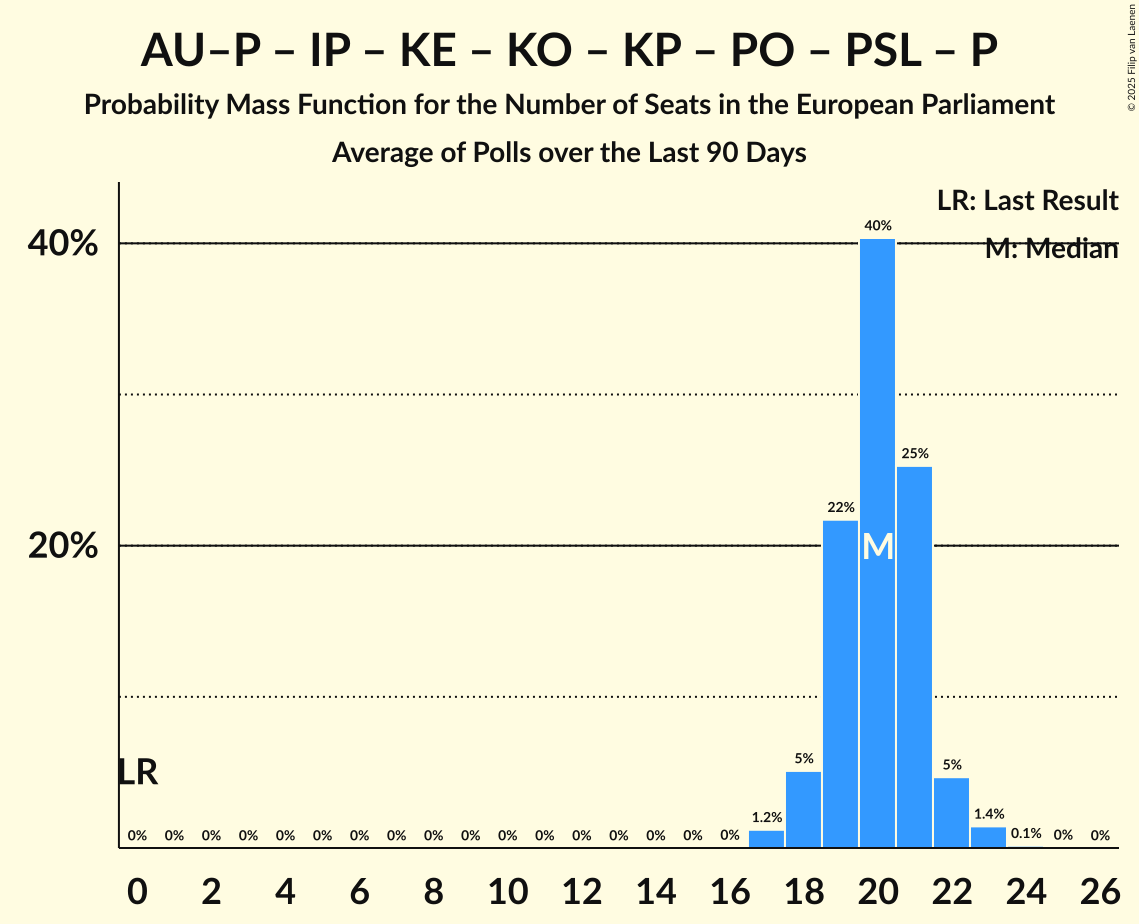 AU–P – IP – KE – KO – KP – PO – PSL – P
Probability Mass Function for the Number of Seats in the European Parliament
Average of Polls over the Last 90 Days
© 2025 Filip van Laenen
LR: Last Result
M: Median
40%
20%
40%
25%
22%
M
5%
5%
LR
1.2%
1.4%
0.1%
0% 0% 0% 0% 0% 0% 0% 0% 0% 0% 0% 0% 0% 0% 0% 0% 0% 0% 0%
0 2 4 6 8 10 12 14 16 18 20 22 24 26